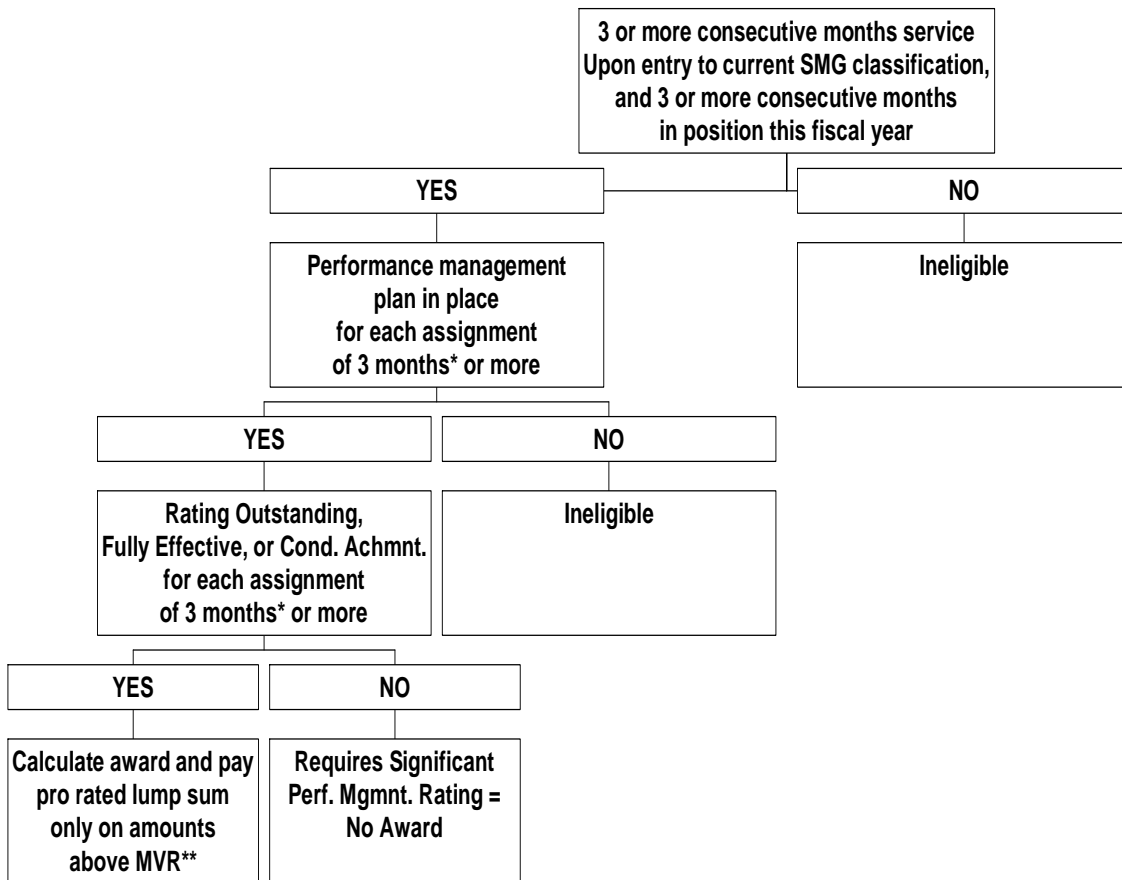 3 or more consecutive months service
Upon entry to current SMG classification,
and 3 or more consecutive months
in position this fiscal year
YES
NO
Performance management
plan in place
for each assignment
of 3 months* or more
Ineligible
YES
NO
Rating Outstanding,
Fully Effective, or Cond. Achmnt.
for each assignment
of 3 months* or more
Ineligible
YES
NO
Calculate award and pay
pro rated lump sum
only on amounts
above MVR**
Requires Significant
Perf. Mgmnt. Rating =
No Award